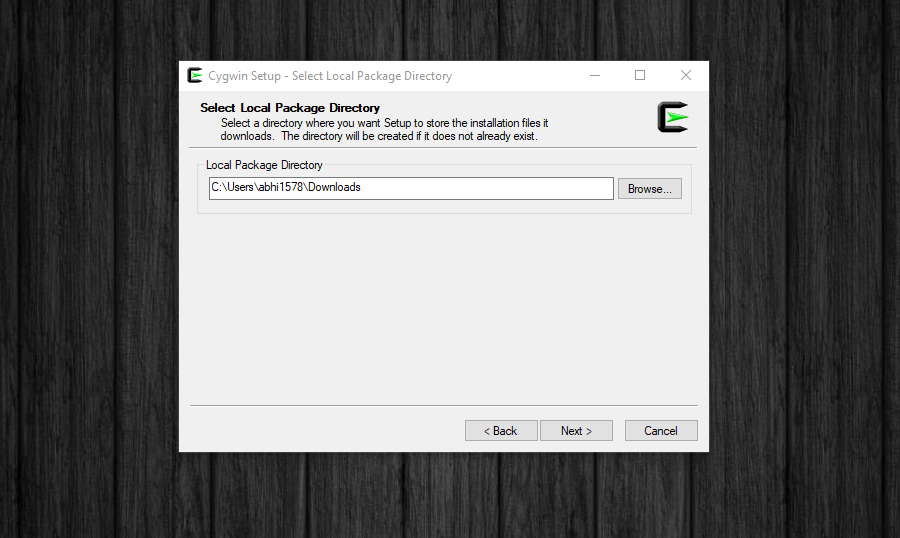 Cygwin Setup - Select Local Package Directory
Select Local Package Directory
Select a directory where you want Setup to store the installation files it
downloads.  The directory will be created if it does not already exist.
Local Package Directory
C:\Users\abhi1578\Downloads
Browse...
< Back
Next >
Cancel